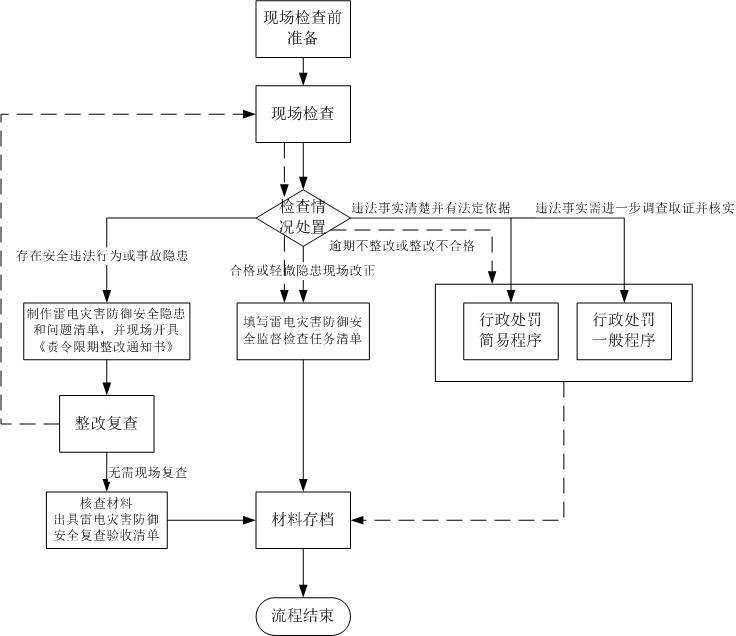 现场检查前
准备
现场检查
检查情
况处置
违法事实清楚并有法定依据
违法事实需进一步调查取证并核实
逾期不整改或整改不合格
存在安全违法行为或事故隐患
合格或轻微隐患现场改正
制作雷电灾害防御安全隐患
和问题清单，并现场开具
《责令限期整改通知书》
填写雷电灾害防御安
全监督检查任务清单
行政处罚
简易程序
行政处罚
一般程序
整改复查
无需现场复查
核查材料
出具雷电灾害防御
安全复查验收清单
材料存档
流程结束